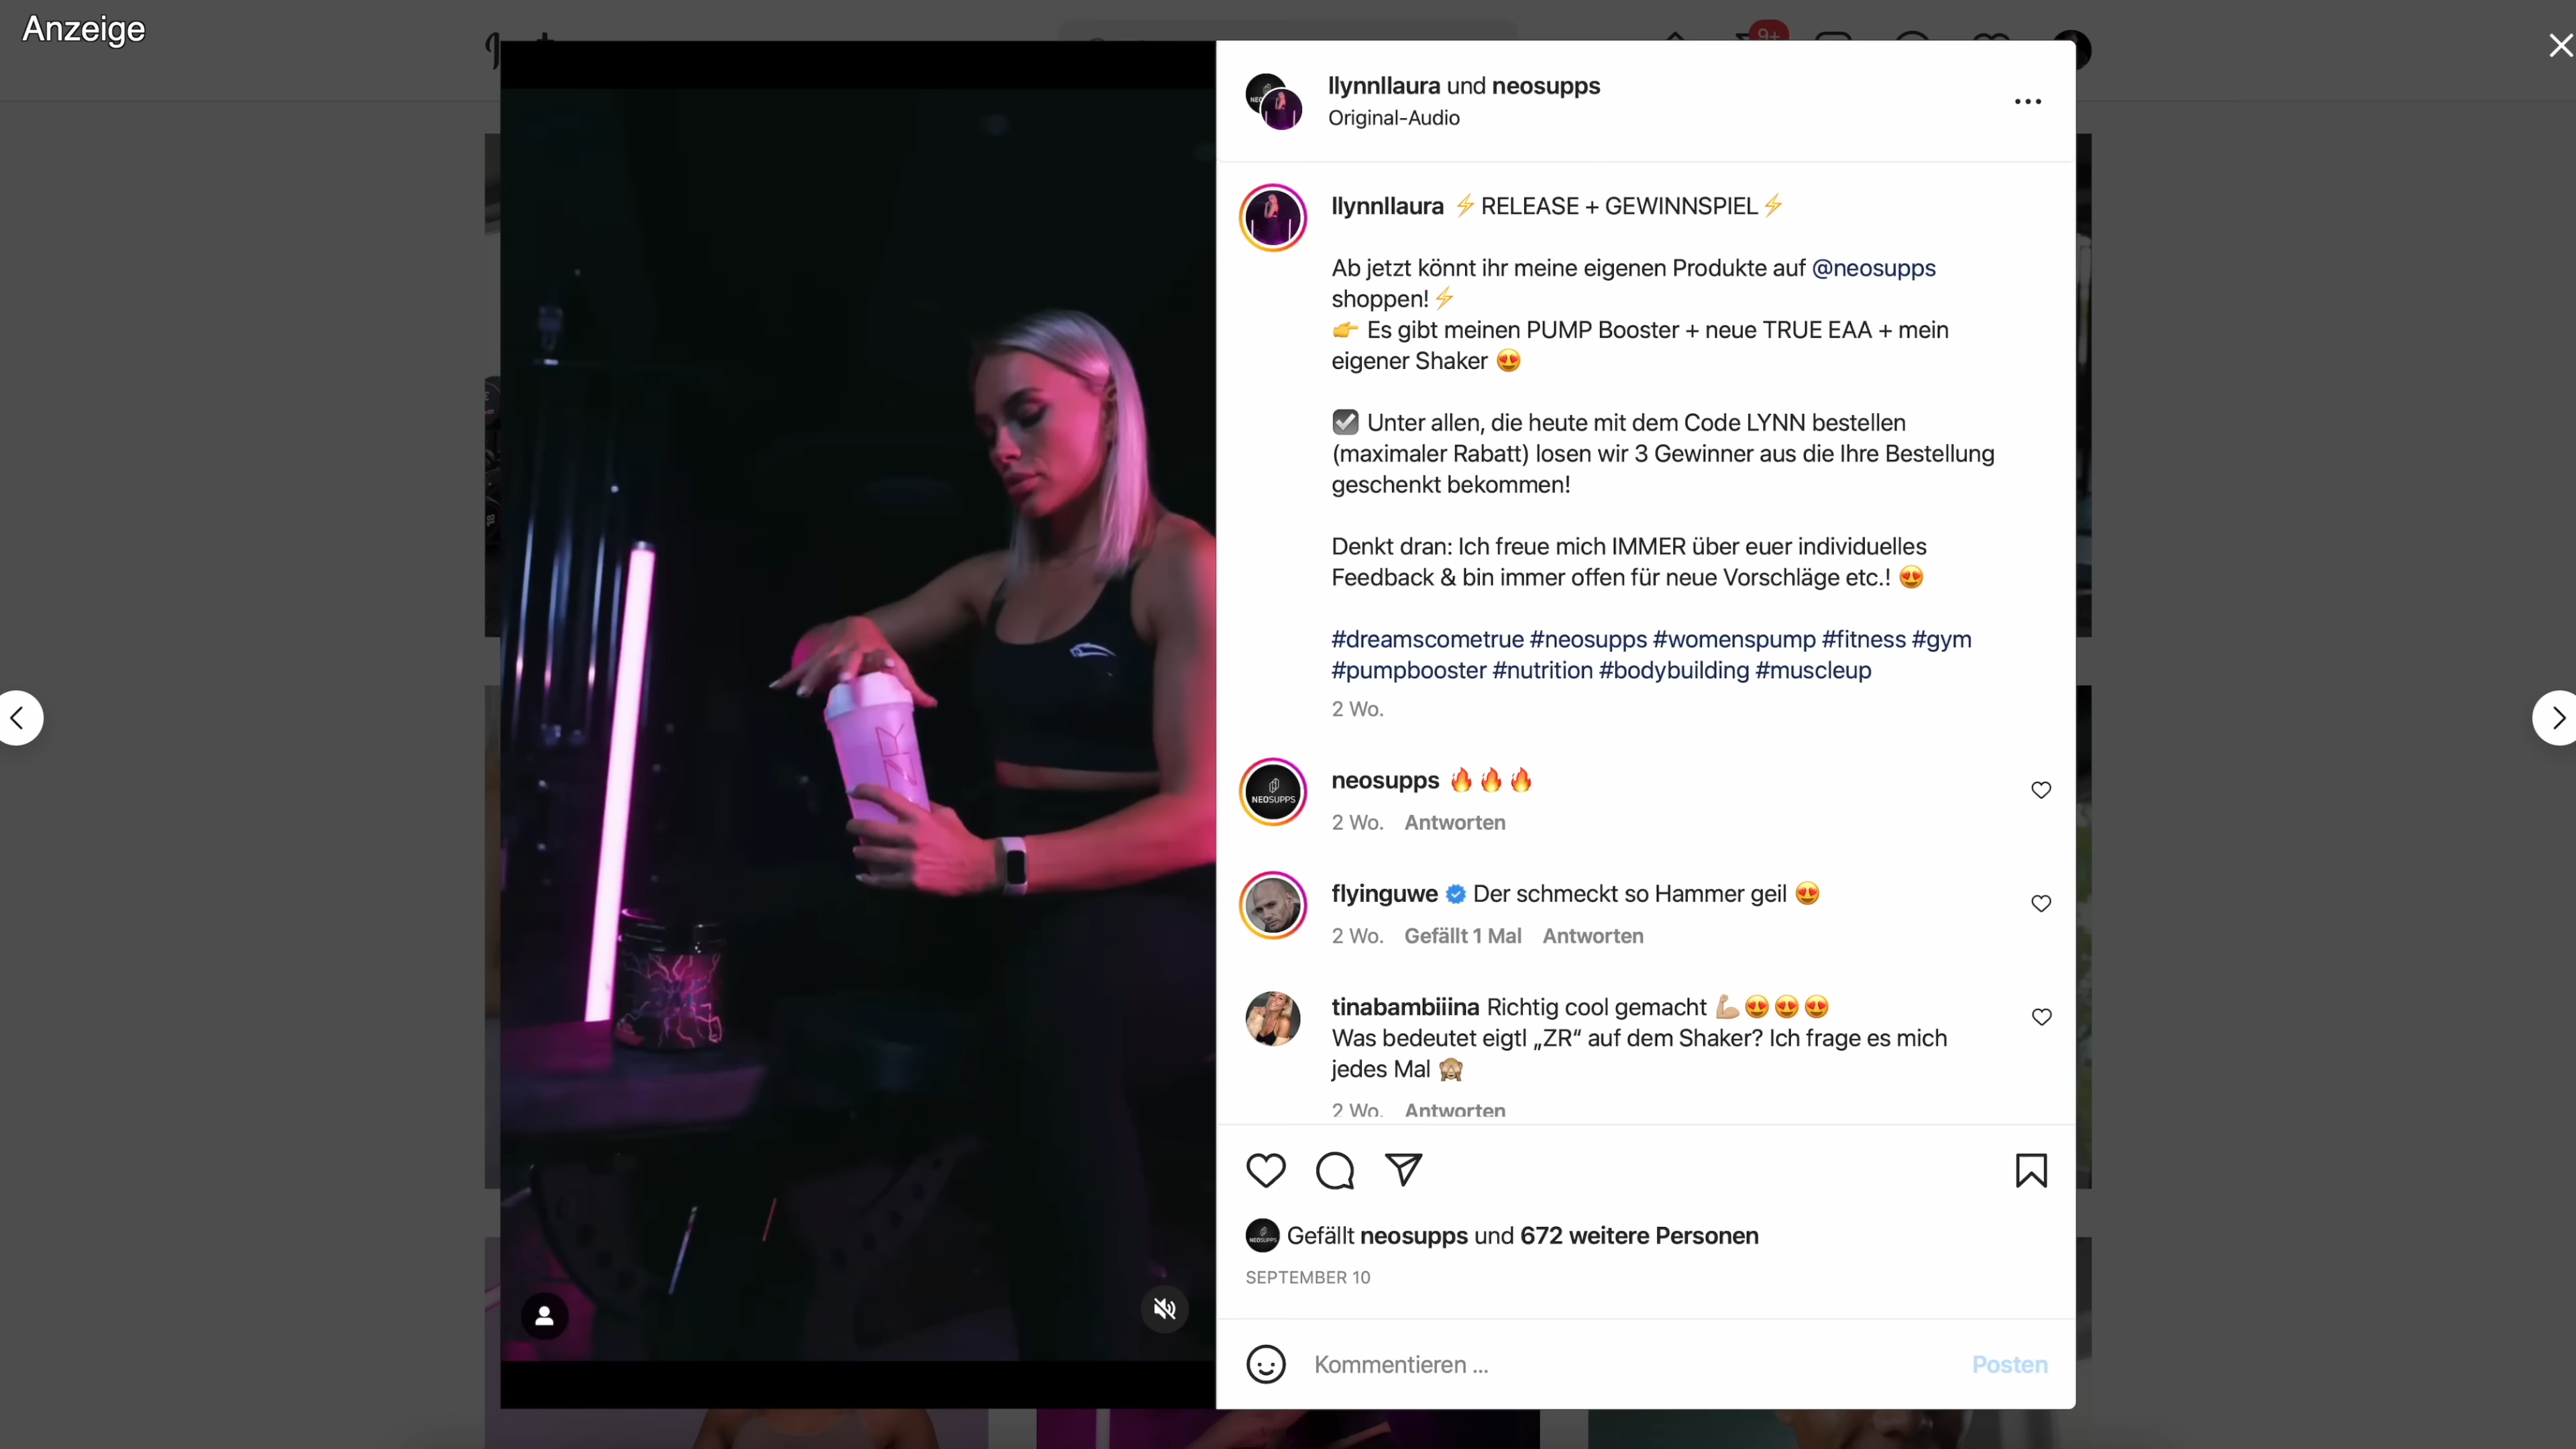 Anzeige
9+
llynnllaura und neosupps
Original-Audio
llynnllaura ⚡ RELEASE + GEWINNSPIEL ⚡
Ab jetzt könnt ihr meine eigenen Produkte auf @neosupps
shoppen! ⚡
👉 Es gibt meinen PUMP Booster + neue TRUE EAA + mein
eigener Shaker 😍
☑️ Unter allen, die heute mit dem Code LYNN bestellen
(maximaler Rabatt) losen wir 3 Gewinner aus die Ihre Bestellung
geschenkt bekommen!
Denkt dran: Ich freue mich IMMER über euer individuelles
Feedback & bin immer offen für neue Vorschläge etc.! 😍
#dreamscometrue #neosupps #womenspump #fitness #gym
#pumpbooster #nutrition #bodybuilding #muscleup
2 Wo.
NEOSUPPS
neosupps 🔥🔥🔥
2 Wo. Antworten
flyinguwe Der schmeckt so Hammer geil 😍
2 Wo. Gefällt 1 Mal Antworten
tinabambiiina Richtig cool gemacht 💪🏼😍😍😍
Was bedeutet eigtl „ZR“ auf dem Shaker? Ich frage es mich
jedes Mal 🙈
2 Wo. Antworten
Gefällt neosupps und 672 weitere Personen
SEPTEMBER 10
Kommentieren ...
Posten